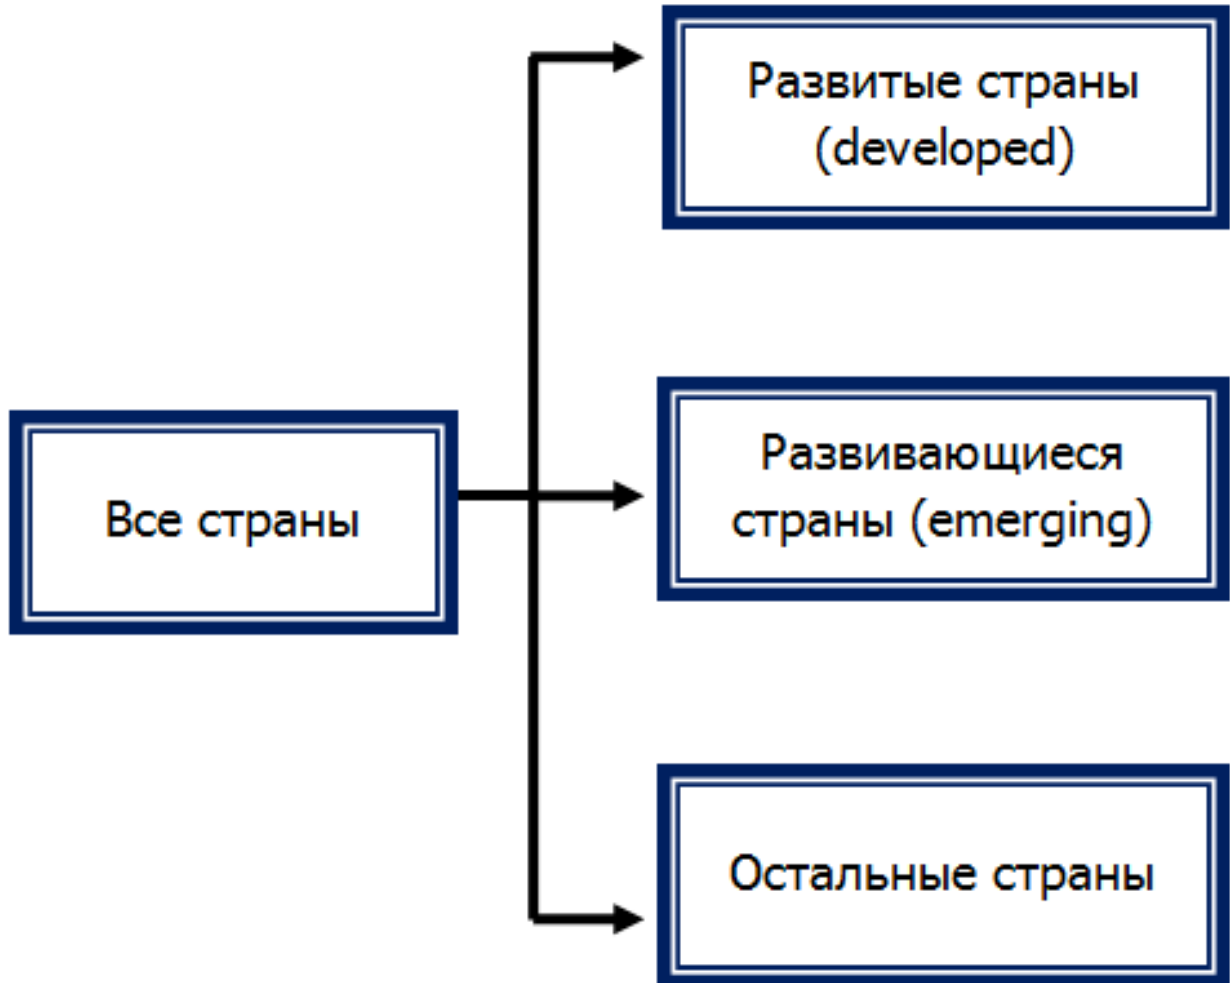 Развитые страны
(developed)
Развивающиеся
страны (emerging)
Все страны
Остальные страны